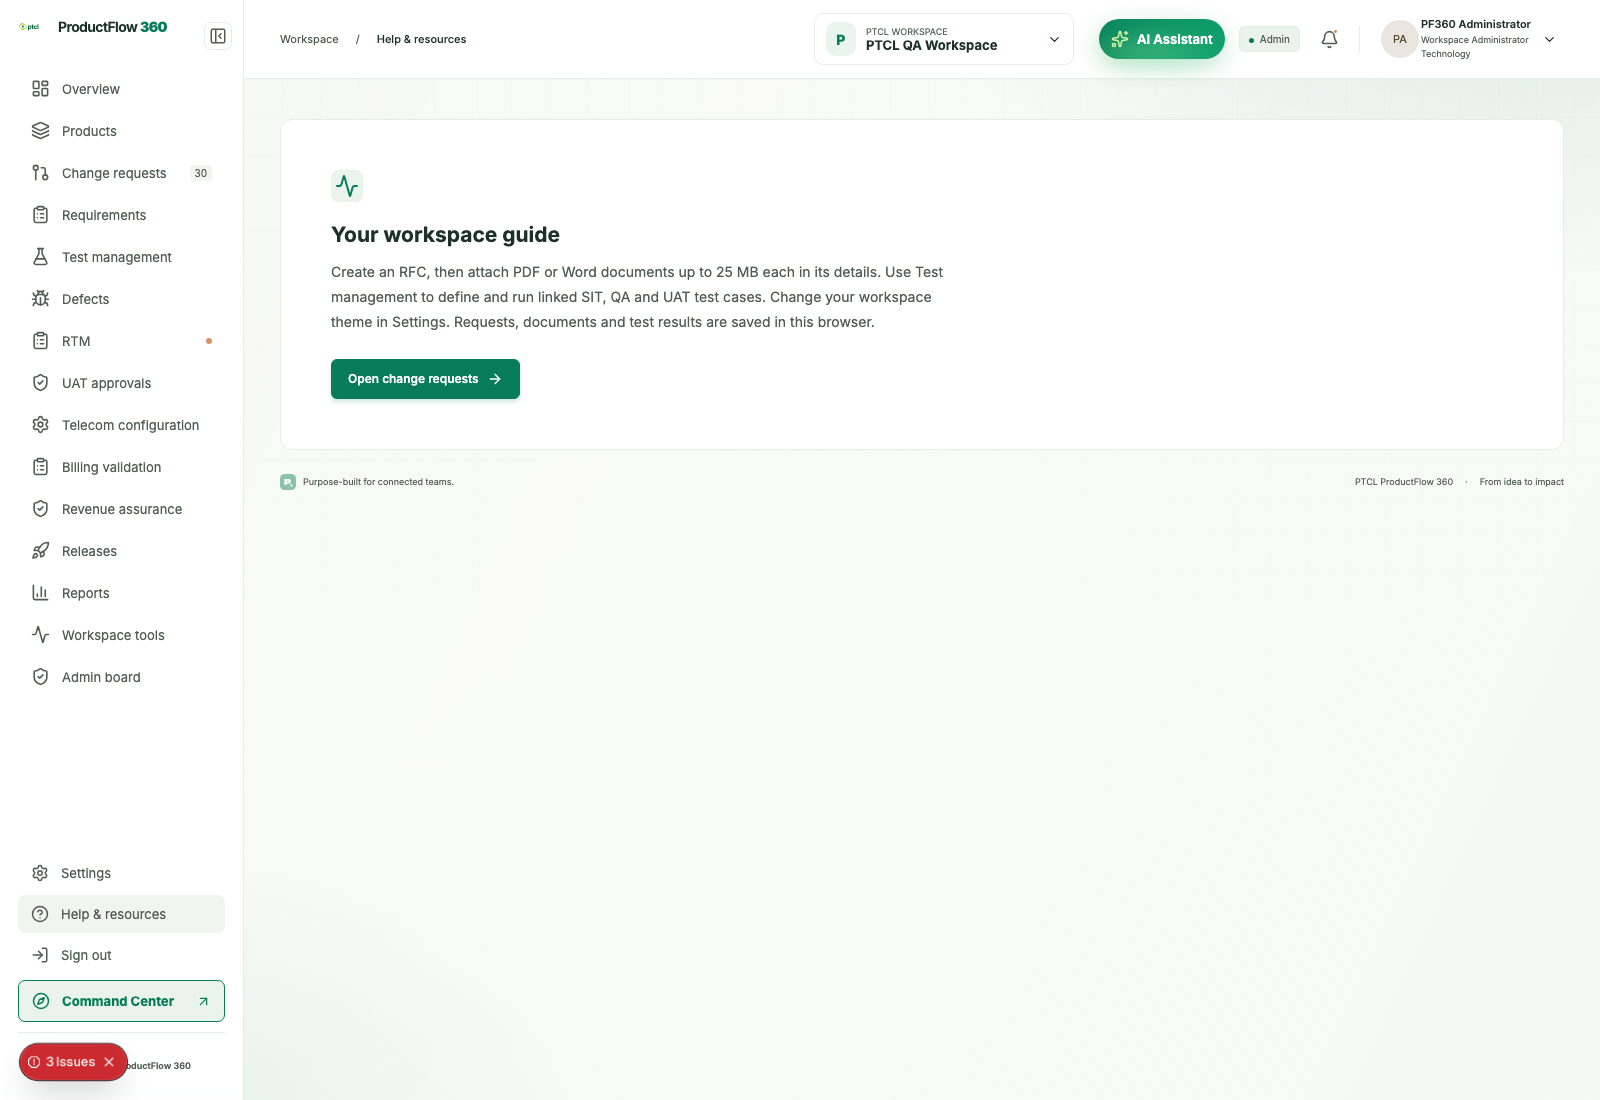 ptcl
ProductFlow 360
Overview
Products
Change requests 30
Requirements
Test management
Defects
RTM
UAT approvals
Telecom configuration
Billing validation
Revenue assurance
Releases
Reports
Workspace tools
Admin board
Settings
Help & resources
Sign out
Command Center
3 Issues
oductFlow 360
Workspace / Help & resources
P
PTCL WORKSPACE
PTCL QA Workspace
AI Assistant
Admin
PA
PF360 Administrator
Workspace Administrator
Technology
Your workspace guide
Create an RFC, then attach PDF or Word documents up to 25 MB each in its details. Use Test
management to define and run linked SIT, QA and UAT test cases. Change your workspace
theme in Settings. Requests, documents and test results are saved in this browser.
Open change requests
P. Purpose-built for connected teams.
PTCL ProductFlow 360 · From idea to impact